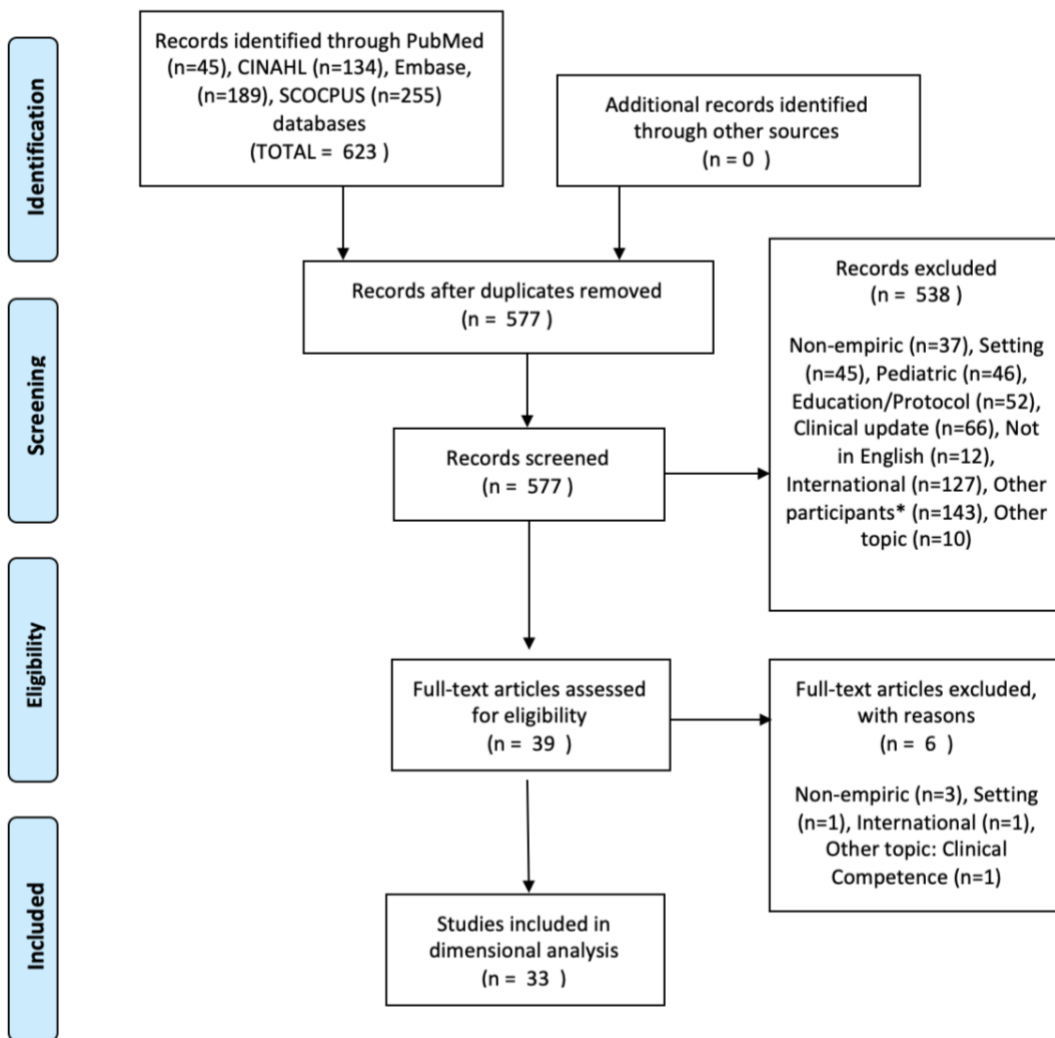 Identification
Records identified through PubMed
(n=45), CINAHL (n=134), Embase,
(n=189), SCOCPUS (n=255)
databases
(TOTAL = 623 )
Additional records identified
through other sources
(n = 0 )
Records after duplicates removed
(n = 577 )
Screening
Records screened
(n = 577 )
Records excluded
(n = 538 )
Non-empiric (n=37), Setting
(n=45), Pediatric (n=46),
Education/Protocol (n=52),
Clinical update (n=66), Not
in English (n=12),
International (n=127), Other
participants* (n=143), Other
topic (n=10)
Eligibility
Full-text articles assessed
for eligibility
(n = 39 )
Full-text articles excluded,
with reasons
(n = 6 )
Non-empiric (n=3), Setting
(n=1), International (n=1),
Other topic: Clinical
Competence (n=1)
Included
Studies included in
dimensional analysis
(n = 33 )